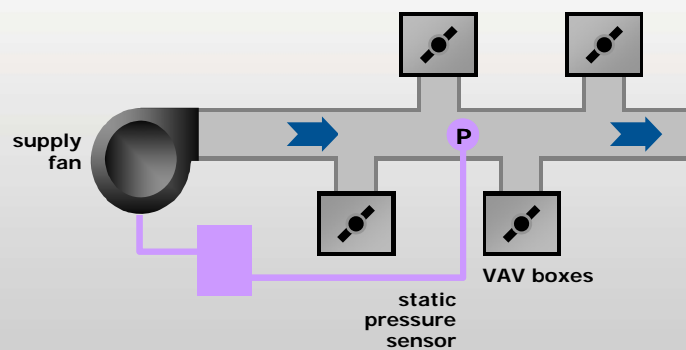 supply
fan
P
VAV boxes
static
pressure
sensor